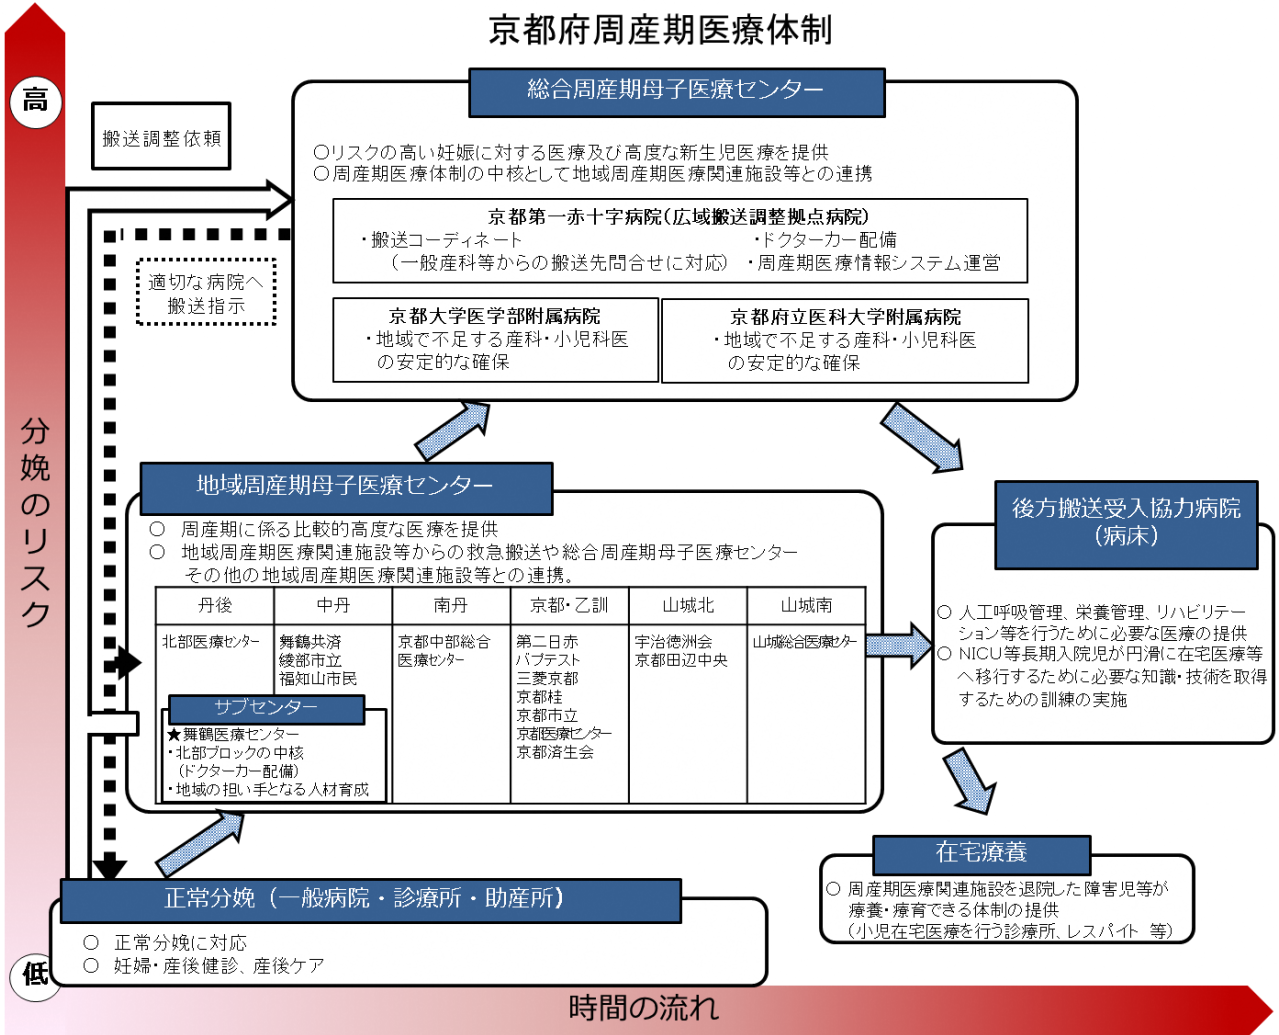 京都府周産期医療体制
高
搬送調整依頼
総合周産期母子医療センター
○リスクの高い妊娠に対する医療及び高度な新生児医療を提供
○周産期医療体制の中核として地域周産期医療関連施設等との連携
京都第一赤十字病院(広域搬送調整拠点病院)
・搬送コーディネート
(一般産科等からの搬送先問合せに対応)
・ドクターカー配備
・周産期医療情報システム運営
適切な病院へ
搬送指示
京都大学医学部附属病院
・地域で不足する産科・小児科医
の安定的な確保
京都府立医科大学附属病院
・地域で不足する産科・小児科医
の安定的な確保
分娩のリスク
地域周産期母子医療センター
○ 周産期に係る比較的高度な医療を提供
○ 地域周産期医療関連施設等からの救急搬送や総合周産期母子医療センター
その他の地域周産期医療関連施設等との連携。
丹後
中丹
南丹
京都・乙訓
山城北
山城南
北部医療センター
舞鶴共済
綾部市立
福知山市民
京都中部総合
医療センター
第二日赤
バプテスト
三菱京都
京都桂
京都市立
京都医療センター
京都済生会
宇治徳洲会
京都田辺中央
山城総合医療センター
サブセンター
★舞鶴医療センター
・北部ブロックの中核
(ドクターカー配備)
・地域の担い手となる人材育成
後方搬送受入協力病院
(病床)
○ 人工呼吸管理、栄養管理、リハビリテー
ション等を行うために必要な医療の提供
○ NICU等長期入院児が円滑に在宅医療等
へ移行するために必要な知識・技術を取得
するための訓練の実施
在宅療養
○ 周産期医療関連施設を退院した障害児等が
療養・療育できる体制の提供
(小児在宅医療を行う診療所、レスパイト 等)
正常分娩(一般病院・診療所・助産所)
○ 正常分娩に対応
○ 妊婦・産後健診、産後ケア
低
時間の流れ